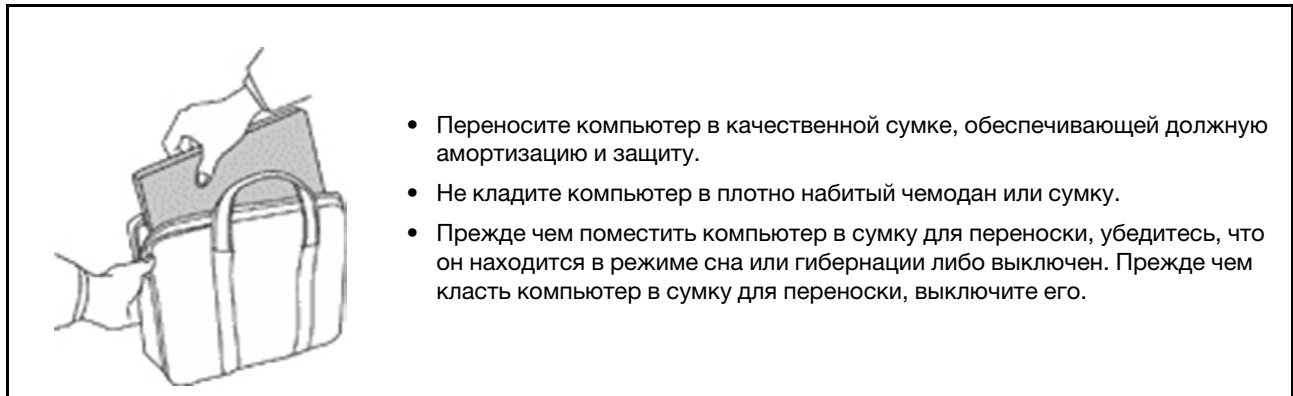 • Переносите компьютер в качественной сумке, обеспечивающей должную
амортизацию и защиту.
• Не кладите компьютер в плотно набитый чемодан или сумку.
• Прежде чем поместить компьютер в сумку для переноски, убедитесь, что
он находится в режиме сна или гибернации либо выключен. Прежде чем
класть компьютер в сумку для переноски, выключите его.